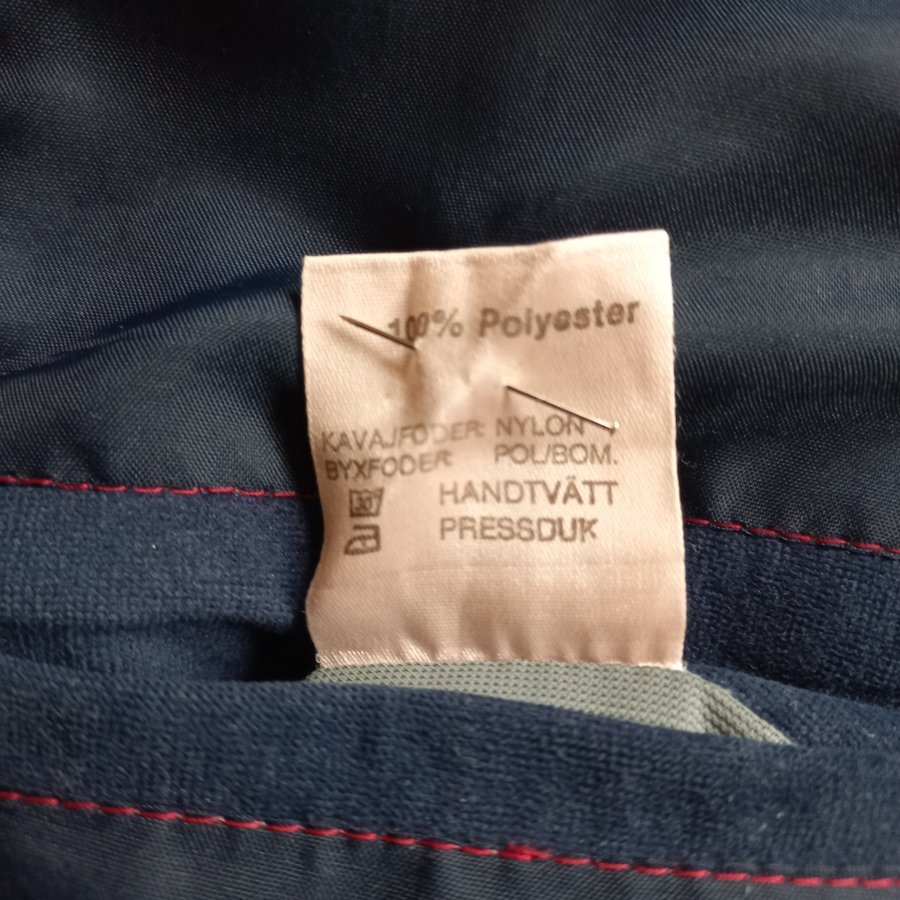 100% Polyester
KAVAJFODER NYLON
BYXFODER POL/BOM.
HANDTVÄTT
PRESSDUK